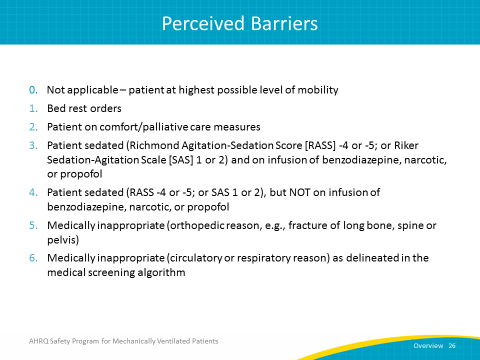 Perceived Barriers
0. Not applicable – patient at highest possible level of mobility
1. Bed rest orders
2. Patient on comfort/palliative care measures
3. Patient sedated (Richmond Agitation-Sedation Score [RASS] -4 or -5; or Riker
Sedation-Agitation Scale [SAS] 1 or 2) and on infusion of benzodiazepine, narcotic,
or propofol
4. Patient sedated (RASS -4 or -5; or SAS 1 or 2), but NOT on infusion of
benzodiazepine, narcotic, or propofol
5. Medically inappropriate (orthopedic reason, e.g., fracture of long bone, spine or
pelvis)
6. Medically inappropriate (circulatory or respiratory reason) as delineated in the
medical screening algorithm
AHRQ Safety Program for Mechanically Ventilated Patients
Overview 26